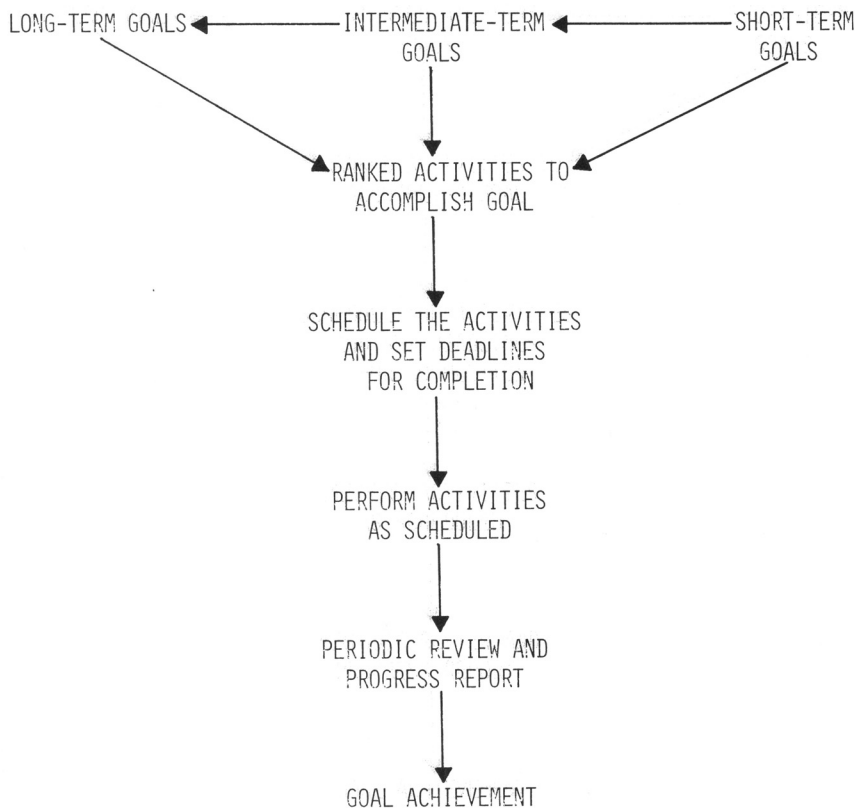 LONG-TERM GOALS
INTERMEDIATE-TERM
GOALS
SHORT-TERM
GOALS
RANKED ACTIVITIES TO
ACCOMPLISH GOAL
SCHEDULE THE ACTIVITIES
AND SET DEADLINES
FOR COMPLETION
PERFORM ACTIVITIES
AS SCHEDULED
PERIODIC REVIEW AND
PROGRESS REPORT
GOAL ACHIEVEMENT